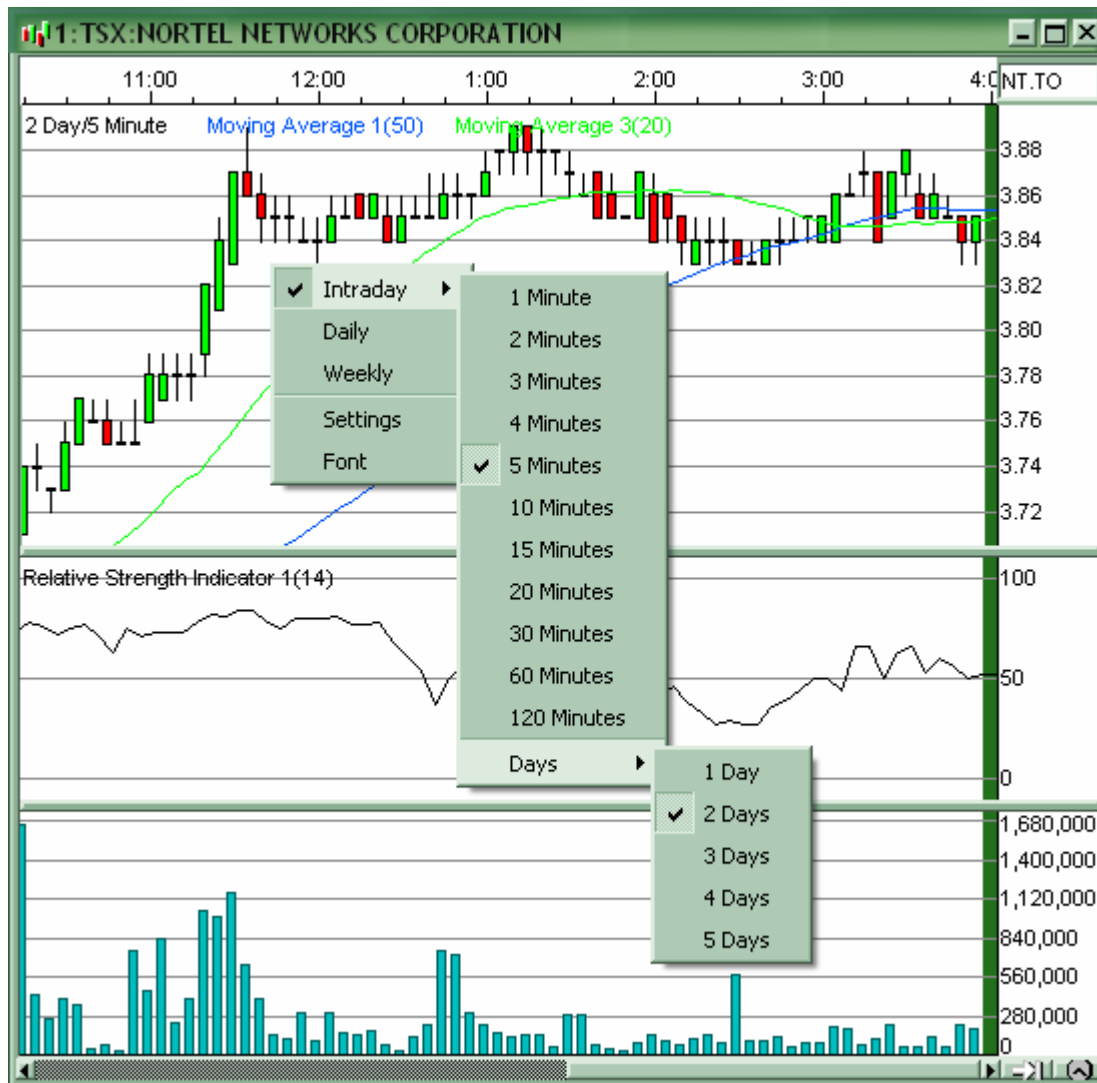 1:TSX:NORTEL NETWORKS CORPORATION
11:00 12:00 1:00 2:00 3:00 4:0 NT.TO
2 Day/5 Minute Moving Average 1(50) Moving Average 3(20)
3.88
3.86
3.84
3.82
3.80
3.78
3.76
3.74
3.72
Intraday
Daily
Weekly
Settings
Font
1 Minute
2 Minutes
3 Minutes
4 Minutes
5 Minutes
10 Minutes
15 Minutes
20 Minutes
30 Minutes
60 Minutes
120 Minutes
Days
1 Day
2 Days
3 Days
4 Days
5 Days
Relative Strength Indicator 1(14)
100
50
0
1,680,000
1,400,000
1,120,000
840,000
560,000
280,000
0